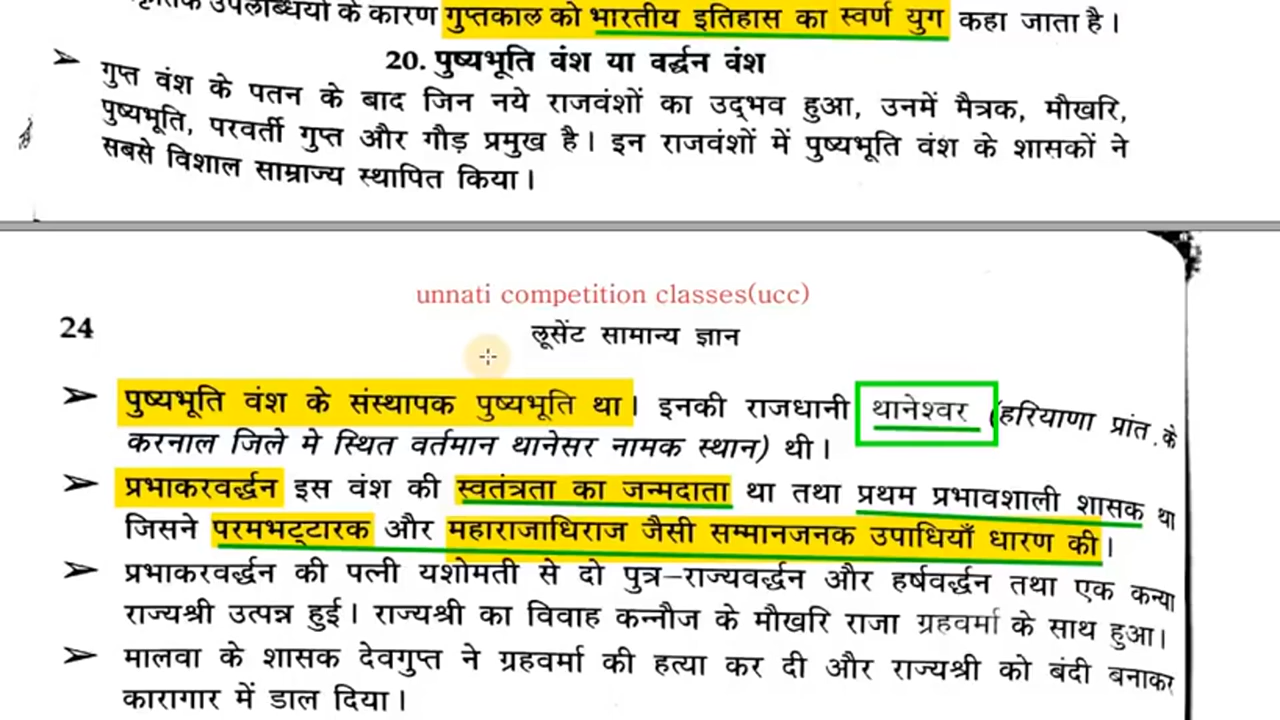 उपलब्धियों के कारण गुप्तकाल को भारतीय इतिहास का स्वर्ण युग कहा जाता है।
20. पुष्यभूति वंश या वर्द्धन वंश
➢ गुप्त वंश के पतन के बाद जिन नये राजवंशों का उद्भव हुआ, उनमें मैत्रक, मौखरि,
पुष्यभूति, परवर्ती गुप्त और गौड़ प्रमुख है। इन राजवंशों में पुष्यभूति वंश के शासकों ने
सबसे विशाल साम्राज्य स्थापित किया।
unnati competition classes(ucc)
24
लूसेंट सामान्य ज्ञान
➢ पुष्यभूति वंश के संस्थापक पुष्यभूति था। इनकी राजधानी थानेश्वर (हरियाणा प्रांत के
करनाल जिले मे स्थित वर्तमान थानेसर नामक स्थान) थी।
➢ प्रभाकरवर्द्धन इस वंश की स्वतंत्रता का जन्मदाता था तथा प्रथम प्रभावशाली शासक था
जिसने परमभट्टारक और महाराजाधिराज जैसी सम्मानजनक उपाधियाँ धारण की।
➢ प्रभाकरवर्द्धन की पत्नी यशोमती से दो पुत्र–राज्यवर्द्धन और हर्षवर्द्धन तथा एक कन्या
राज्यश्री उत्पन्न हुई। राज्यश्री का विवाह कन्नौज के मौखरि राजा ग्रहवर्मा के साथ हुआ।
➢ मालवा के शासक देवगुप्त ने ग्रहवर्मा की हत्या कर दी और राज्यश्री को बंदी बनाकर
कारागार में डाल दिया।